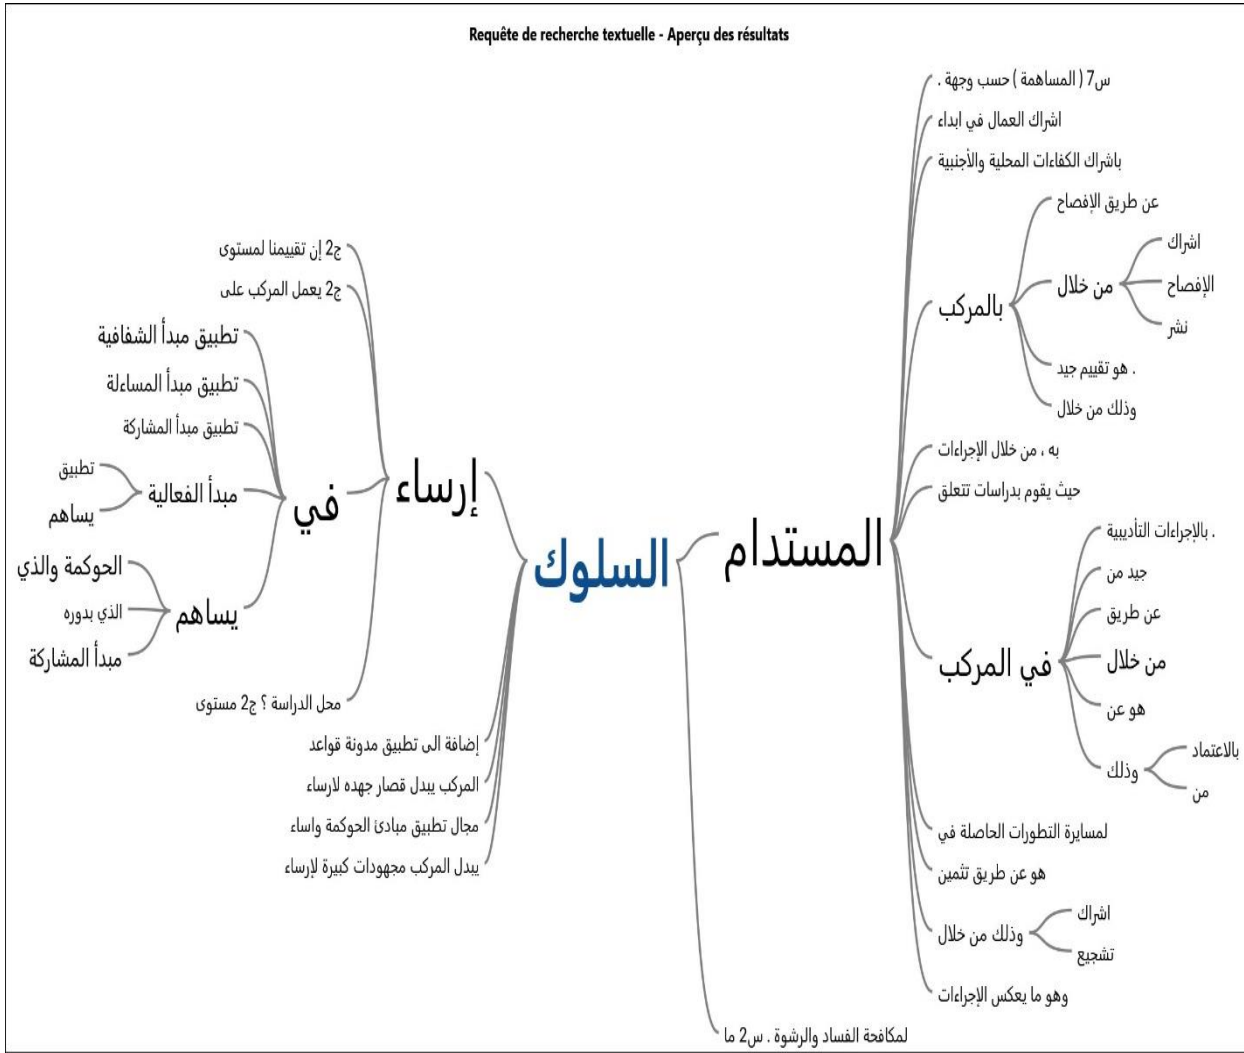 Requête de recherche textuelle - Aperçu des résultats
س7 ( المساهمة ) حسب وجهة .
اشراك العمال في ابداء
باشراك الكفاءات المحلية والأجنبية
بالمركب
عن طريق الإفصاح
من خلال
اشراك
الإفصاح
نشر
. هو تقييم جيد
وذلك من خلال
به ، من خلال الإجراءات
حيث يقوم بدراسات تتعلق
في المركب
. بالإجراءات التأديبية
جيد من
عن طريق
من خلال
هو عن
وذلك
بالاعتماد
من
لمسايرة التطورات الحاصلة في
هو عن طريق تثمين
وذلك من خلال
اشراك
تشجيع
وهو ما يعكس الإجراءات
المستدام
لمكافحة الفساد والرشوة . س2 ما
السلوك
إرساء
ج2 إن تقييمنا لمستوى
ج2 يعمل المركب على
في
تطبيق مبدأ الشفافية
تطبيق مبدأ المساءلة
تطبيق مبدأ المشاركة
مبدأ الفعالية
تطبيق
يساهم
يساهم
الحوكمة والذي
الذي بدوره
مبدأ المشاركة
محل الدراسة ؟ ج2 مستوى
إضافة الى تطبيق مدونة قواعد
المركب يبدل قصار جهده لارساء
مجال تطبيق مبادئ الحوكمة واساء
يبدل المركب مجهودات كبيرة لإرساء